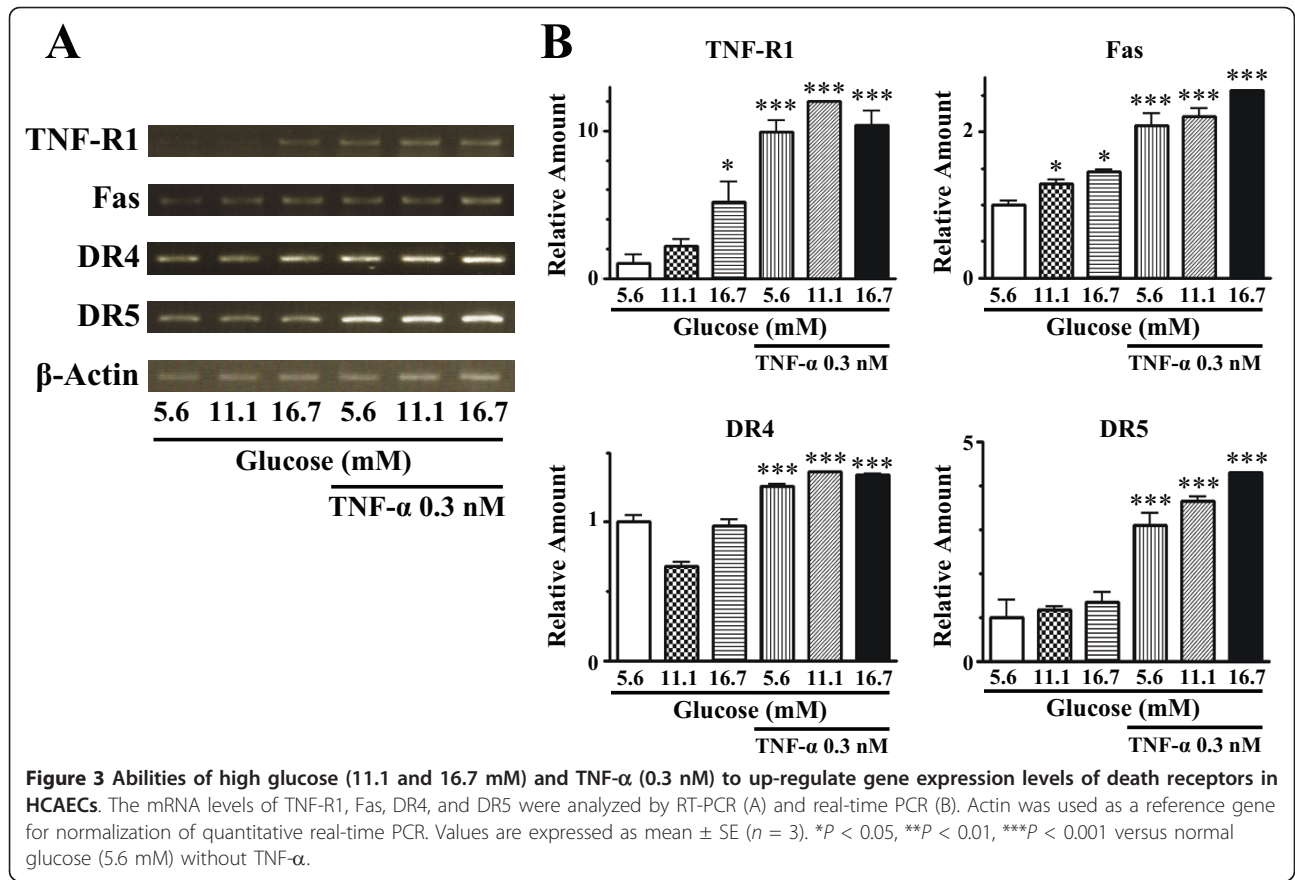 A
TNF-R1
Fas
DR4
DR5
β-Actin
5.6 11.1 16.7 5.6 11.1 16.7
Glucose (mM)
TNF-α 0.3 nM
B
TNF-R1
Relative Amount
10
0
*
***
***
***
5.6 11.1 16.7 5.6 11.1 16.7
Glucose (mM)
TNF-α 0.3 nM
Fas
Relative Amount
2
0
*
*
***
***
***
5.6 11.1 16.7 5.6 11.1 16.7
Glucose (mM)
TNF-α 0.3 nM
DR4
Relative Amount
1
0
***
***
***
5.6 11.1 16.7 5.6 11.1 16.7
Glucose (mM)
TNF-α 0.3 nM
DR5
Relative Amount
5
0
***
***
***
5.6 11.1 16.7 5.6 11.1 16.7
Glucose (mM)
TNF-α 0.3 nM
Figure 3 Abilities of high glucose (11.1 and 16.7 mM) and TNF-α (0.3 nM) to up-regulate gene expression levels of death receptors in
HCAECs. The mRNA levels of TNF-R1, Fas, DR4, and DR5 were analyzed by RT-PCR (A) and real-time PCR (B). Actin was used as a reference gene
for normalization of quantitative real-time PCR. Values are expressed as mean ± SE (n = 3). *P < 0.05, **P < 0.01, ***P < 0.001 versus normal
glucose (5.6 mM) without TNF-α.